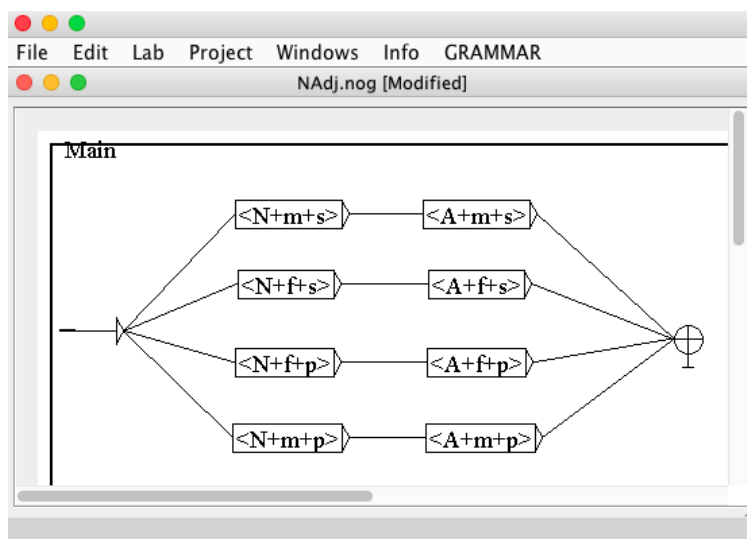 File Edit Lab Project Windows Info GRAMMAR
NAdj.nog [Modified]
Main
<N+m+s> <A+m+s>
<N+f+s> <A+f+s>
<N+f+p> <A+f+p>
<N+m+p> <A+m+p>